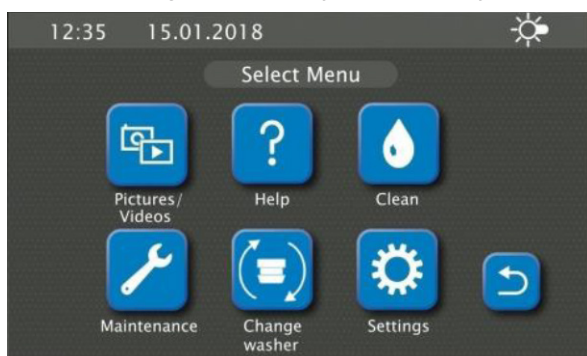 12:35 15.01.2018
Select Menu
Pictures/
Videos
Help
Clean
Maintenance
Change
washer
Settings